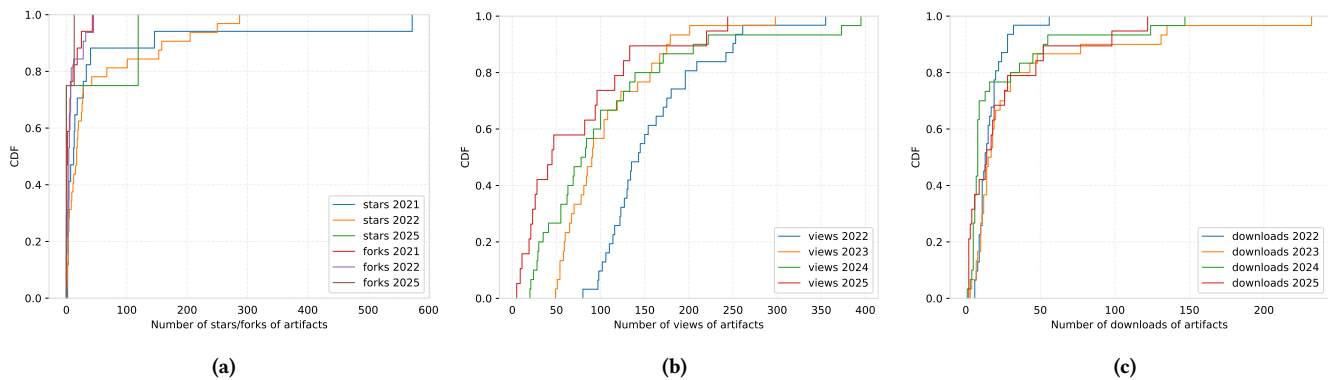 1.0
0.8
0.6
0.4
0.2
0.0
CDF
0 100 200 300 400 500 600
Number of stars/forks of artifacts
stars 2021
stars 2022
stars 2025
forks 2021
forks 2022
forks 2025
(a)
1.0
0.8
0.6
0.4
0.2
0.0
CDF
0 50 100 150 200 250 300 350 400
Number of views of artifacts
views 2022
views 2023
views 2024
views 2025
(b)
1.0
0.8
0.6
0.4
0.2
0.0
CDF
0 50 100 150 200
Number of downloads of artifacts
downloads 2022
downloads 2023
downloads 2024
downloads 2025
(c)